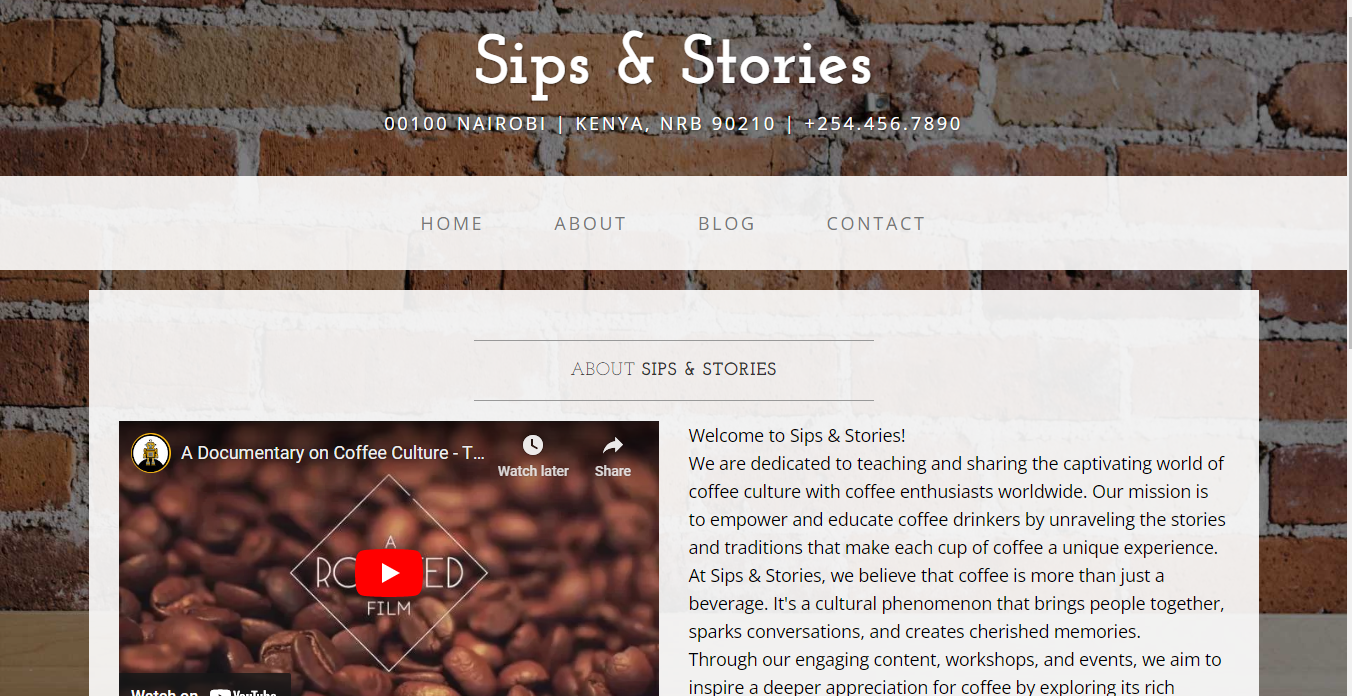 Sips & Stories
00100 NAIROBI | KENYA, NRB 90210 | +254.456.7890
HOME ABOUT BLOG CONTACT
ABOUT SIPS & STORIES
A Documentary on Coffee Culture - T...
Watch later Share
A
FILM
Watch on YouTube
Welcome to Sips & Stories!
We are dedicated to teaching and sharing the captivating world of
coffee culture with coffee enthusiasts worldwide. Our mission is
to empower and educate coffee drinkers by unraveling the stories
and traditions that make each cup of coffee a unique experience.
At Sips & Stories, we believe that coffee is more than just a
beverage. It's a cultural phenomenon that brings people together,
sparks conversations, and creates cherished memories.
Through our engaging content, workshops, and events, we aim to
inspire a deeper appreciation for coffee by exploring its rich